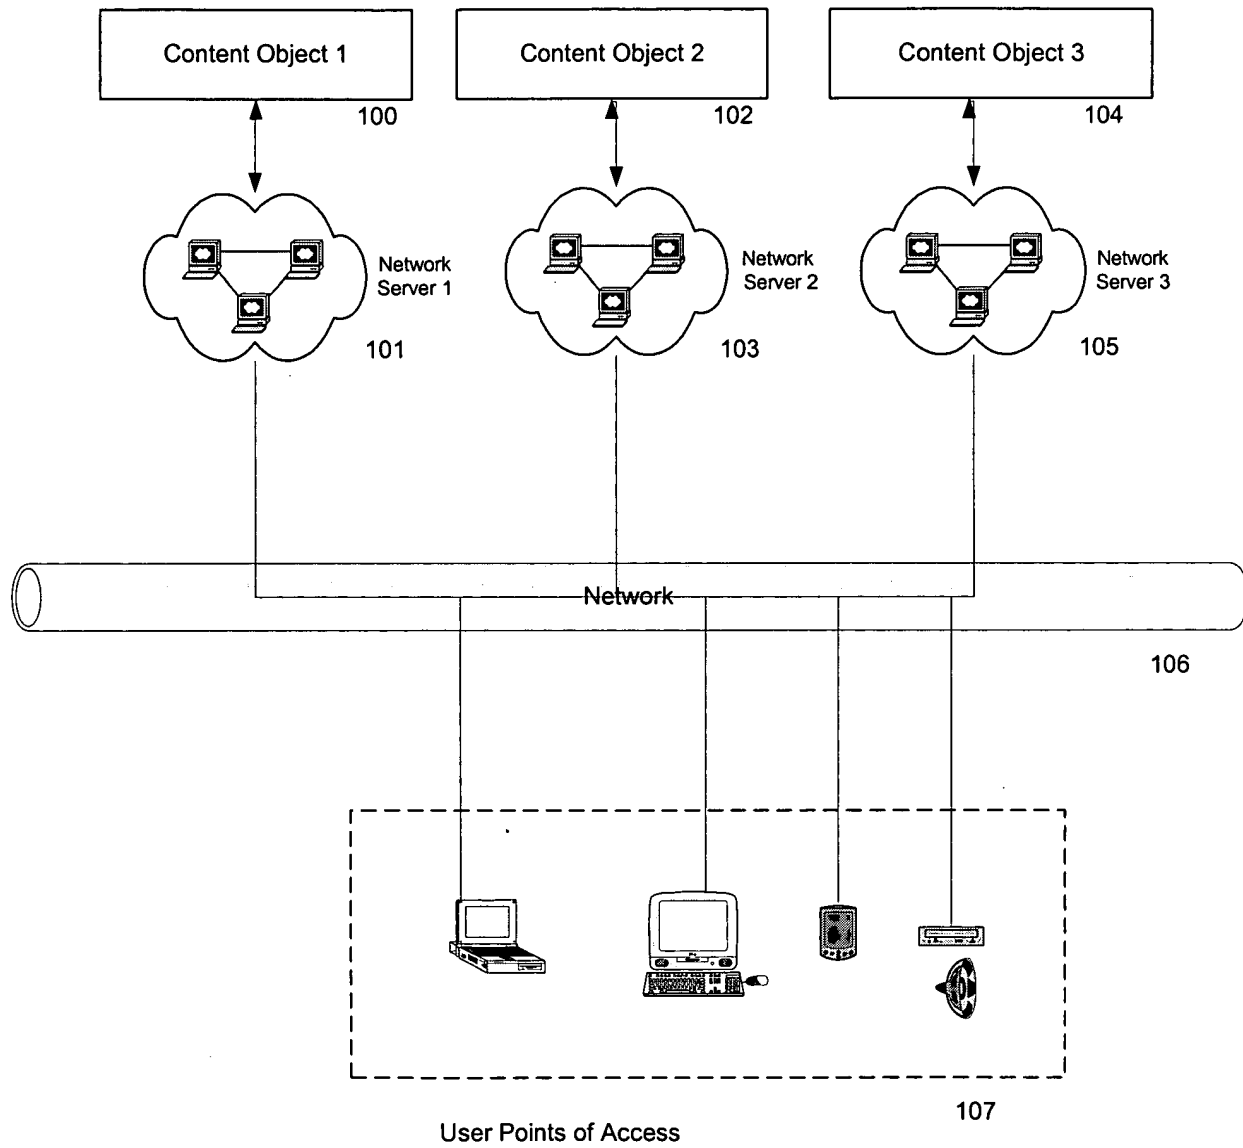 Content Object 1
Content Object 2
Content Object 3
100
102
104
Network
Server 1
Network
Server 2
Network
Server 3
101
103
105
Network
106
107
User Points of Access